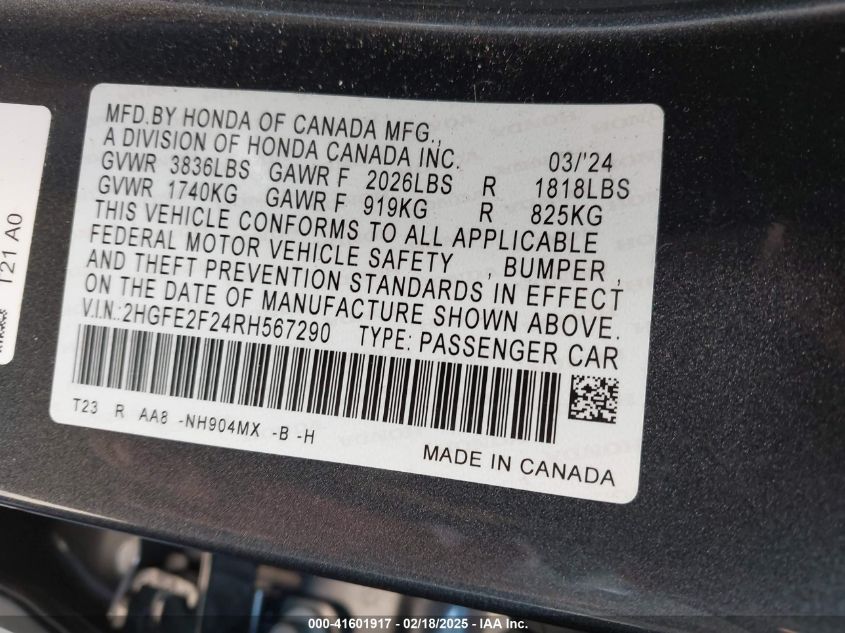 MFD.BY HONDA OF CANADA MFG.,
A DIVISION OF HONDA CANADA INC. 03/'24
GVWR 3836LBS GAWR F 2026LBS R 1818LBS
GVWR 1740KG GAWR F 919KG R 825KG
THIS VEHICLE CONFORMS TO ALL APPLICABLE
FEDERAL MOTOR VEHICLE SAFETY , BUMPER ,
AND THEFT PREVENTION STANDARDS IN EFFECT
ON THE DATE OF MANUFACTURE SHOWN ABOVE.
V.I.N.: 2HGFE2F24RH567290 TYPE: PASSENGER CAR
T23 R AA8 -NH904MX -B -H
MADE IN CANADA
T21 A0
000-41601917 - 02/18/2025 - IAA Inc.